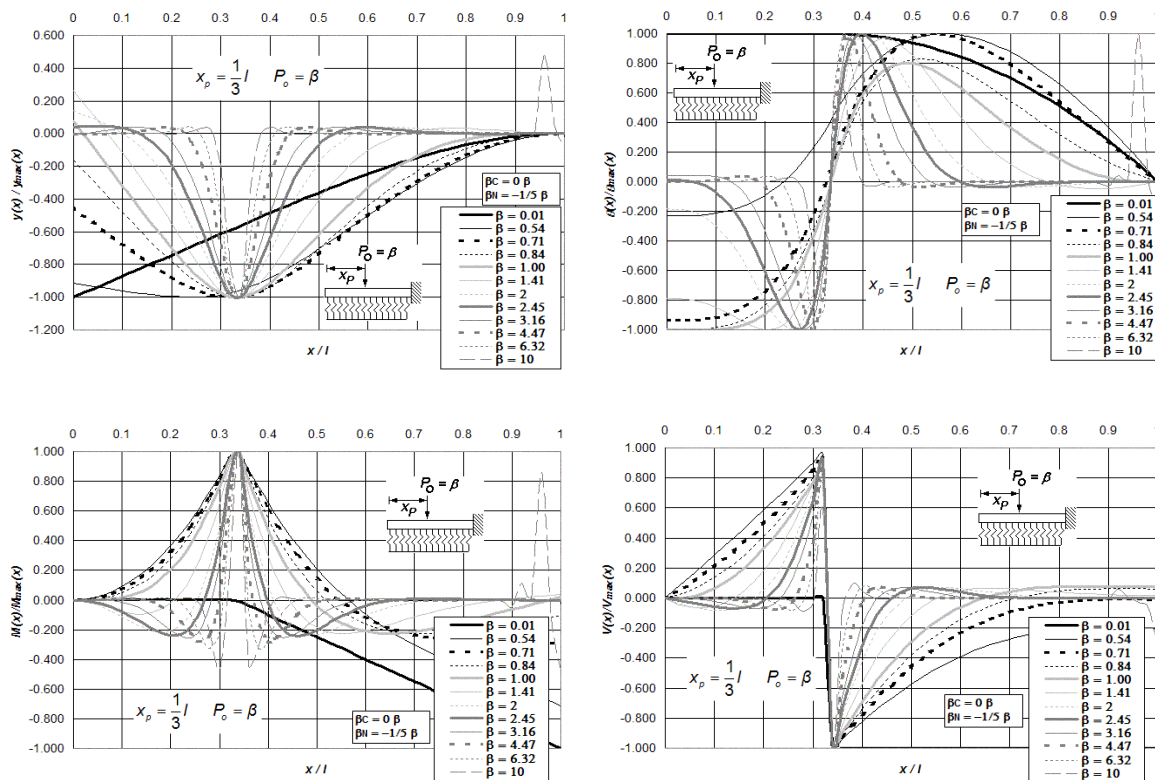 0 0.1 0.2 0.3 0.4 0.5 0.6 0.7 0.8 0.9 1
0.600
0.400
0.200
0.000
-0.200
-0.400
-0.600
-0.800
-1.000
-1.200
y(x) / ymax(x)
x / l
xp = 1/3 l Po = β
Po = β
xP
βC = 0 β
βN = −1/5 β
β = 0.01
β = 0.54
β = 0.71
β = 0.84
β = 1.00
β = 1.41
β = 2
β = 2.45
β = 3.16
β = 4.47
β = 6.32
β = 10
0 0.1 0.2 0.3 0.4 0.5 0.6 0.7 0.8 0.9 1
1.000
0.800
0.600
0.400
0.200
0.000
-0.200
-0.400
-0.600
-0.800
-1.000
x / l
Po = β
xP
xp = 1/3 l Po = β
βC = 0 β
βN = −1/5 β
β = 0.01
β = 0.54
β = 0.71
β = 0.84
β = 1.00
β = 1.41
β = 2
β = 2.45
β = 3.16
β = 4.47
β = 6.32
β = 10
0 0.1 0.2 0.3 0.4 0.5 0.6 0.7 0.8 0.9 1
1.000
0.800
0.600
0.400
0.200
0.000
-0.200
-0.400
-0.600
-0.800
-1.000
M(x)/Mmax(x)
x / l
Po = β
xP
xp = 1/3 l Po = β
βC = 0 β
βN = −1/5 β
β = 0.01
β = 0.54
β = 0.71
β = 0.84
β = 1.00
β = 1.41
β = 2
β = 2.45
β = 3.16
β = 4.47
β = 6.32
β = 10
0 0.1 0.2 0.3 0.4 0.5 0.6 0.7 0.8 0.9 1
1.000
0.800
0.600
0.400
0.200
0.000
-0.200
-0.400
-0.600
-0.800
-1.000
V(x)/Vmax(x)
x / l
Po = β
xP
xp = 1/3 l Po = β
βC = 0 β
βN = −1/5 β
β = 0.01
β = 0.54
β = 0.71
β = 0.84
β = 1.00
β = 1.41
β = 2
β = 2.45
β = 3.16
β = 4.47
β = 6.32
β = 10